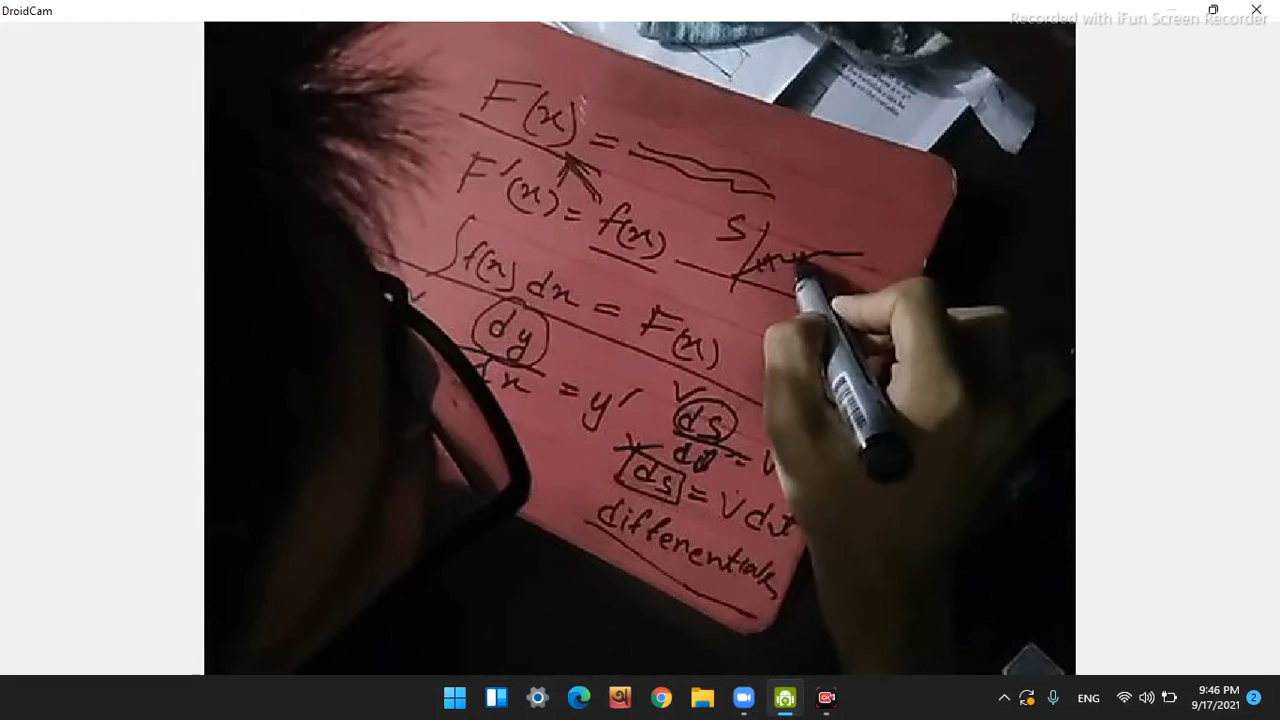 DroidCam
Recorded with iFun Screen Recorder
F(x) =
F'(x) = f(x)
S
∫f(x) dx = F(x)
dy
dx = y'
ds
= v
ds = v dt
differentials
ENG
9:46 PM
9/17/2021
2